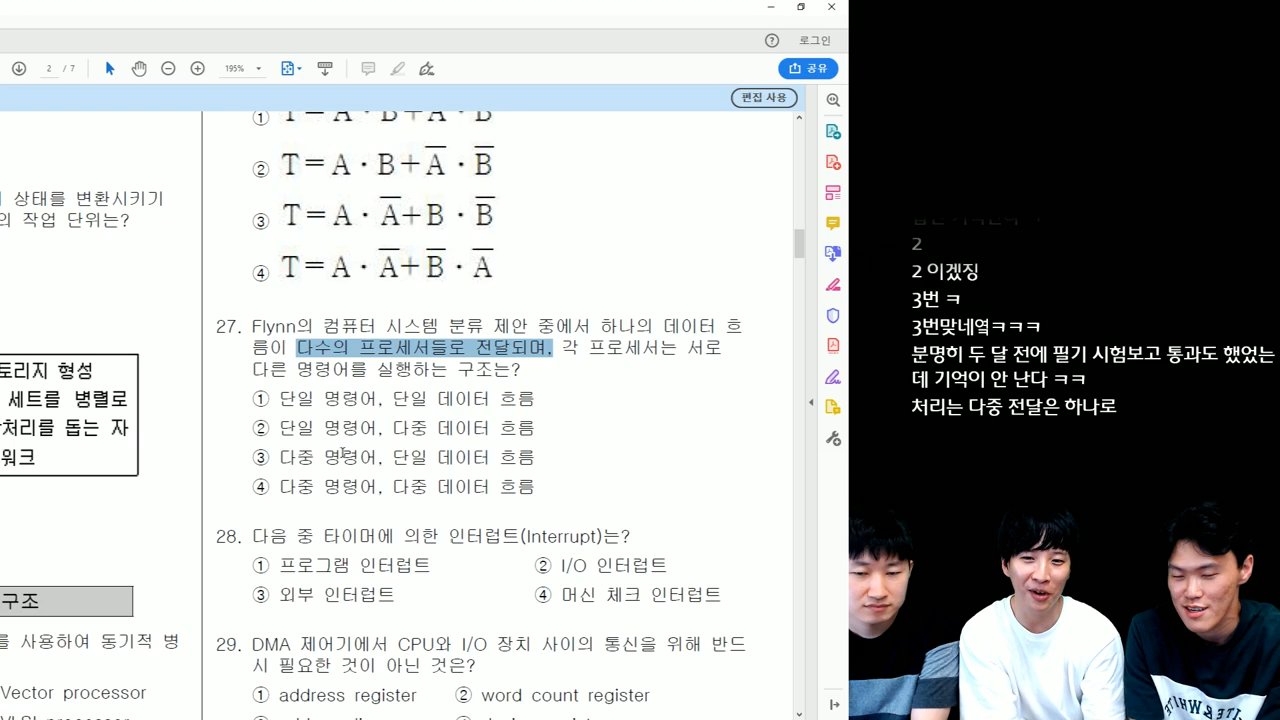 로그인
2 / 7
195%
공유
편집 사용
상태를 변환시키기
의 작업 단위는?
토리지 형성
세트를 병렬로
처리를 돕는 자
워크
구조
를 사용하여 동기적 병
Vector processor
① T = A · B + A · B
② T = A · B + A̅ · B̅
③ T = A · A̅ + B · B̅
④ T = A · A̅ + B̅ · A̅
27. Flynn의 컴퓨터 시스템 분류 제안 중에서 하나의 데이터 흐
름이 다수의 프로세서들로 전달되며, 각 프로세서는 서로
다른 명령어를 실행하는 구조는?
① 단일 명령어, 단일 데이터 흐름
② 단일 명령어, 다중 데이터 흐름
③ 다중 명령어, 단일 데이터 흐름
④ 다중 명령어, 다중 데이터 흐름
28. 다음 중 타이머에 의한 인터럽트(Interrupt)는?
① 프로그램 인터럽트 ② I/O 인터럽트
③ 외부 인터럽트 ④ 머신 체크 인터럽트
29. DMA 제어기에서 CPU와 I/O 장치 사이의 통신을 위해 반드
시 필요한 것이 아닌 것은?
① address register ② word count register
2
2 이겠징
3번 ㅋ
3번맞네옄ㅋㅋㅋ
분명히 두 달 전에 필기 시험보고 통과도 했었는
데 기억이 안 난다 ㅋㅋ
처리는 다중 전달은 하나로